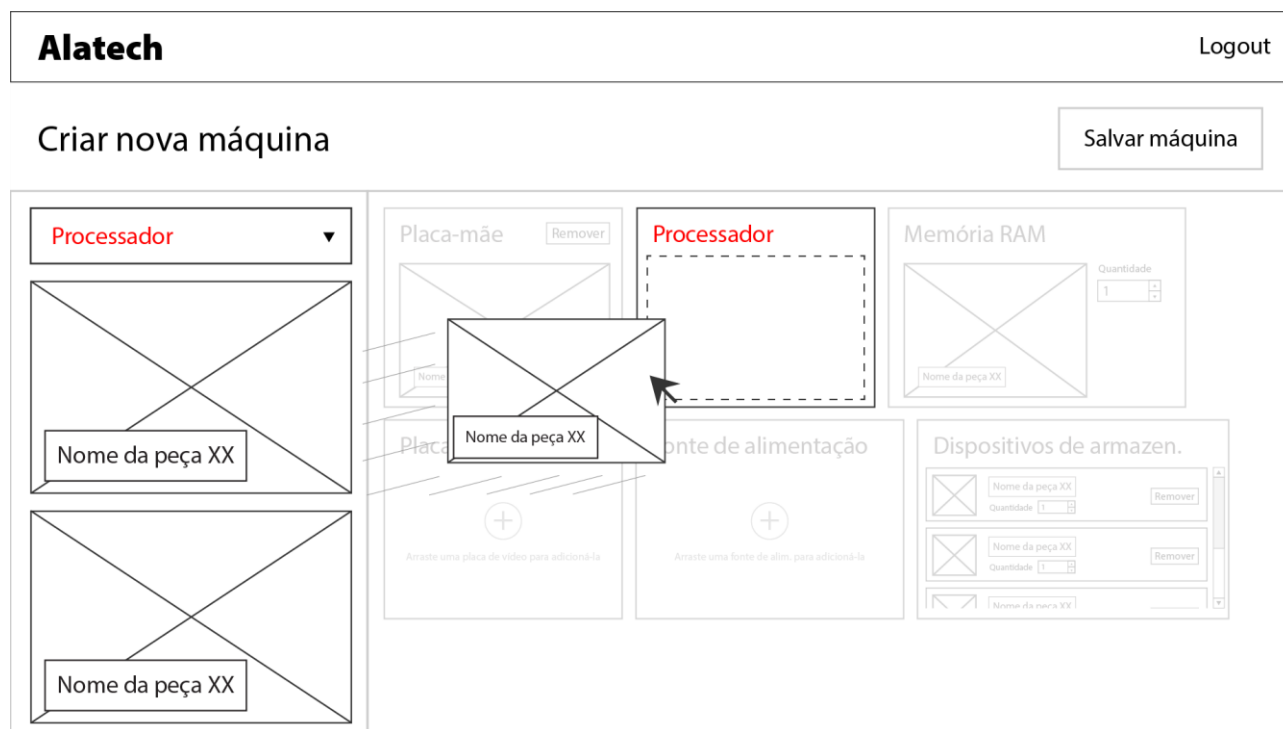 Alatech
Logout
Criar nova máquina
Salvar máquina
Processador
Nome da peça XX
Nome da peça XX
Placa-mãe
Remover
Nome
Nome da peça XX
Processador
Memória RAM
Quantidade
1
Nome da peça XX
Placa
Arraste uma placa de vídeo para adicioná-la
onte de alimentação
Arraste uma fonte de alim. para adicioná-la
Dispositivos de armazen.
Nome da peça XX
Quantidade 1
Remover
Nome da peça XX
Quantidade 1
Remover
Nome da peça XX